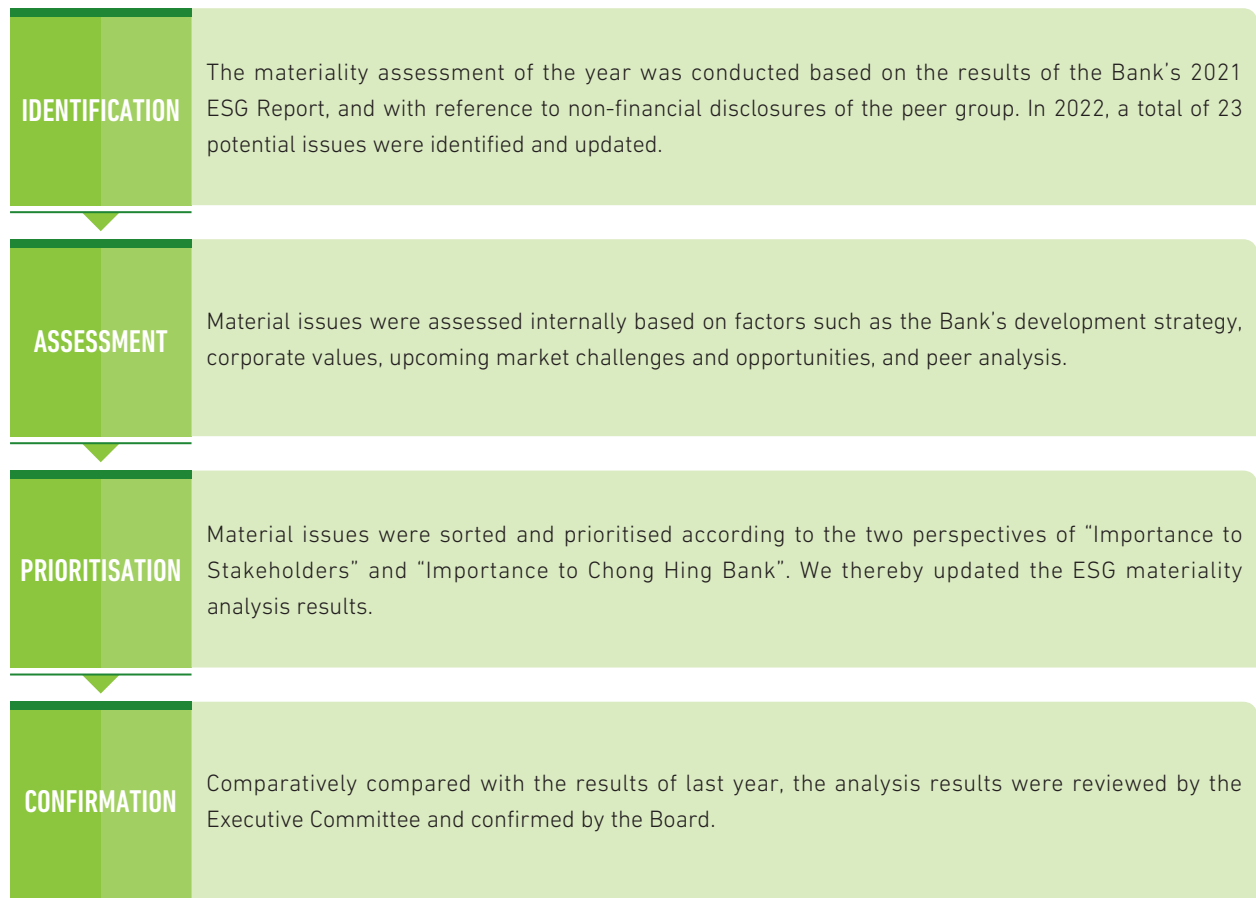 IDENTIFICATION
The materiality assessment of the year was conducted based on the results of the Bank’s 2021
ESG Report, and with reference to non-financial disclosures of the peer group. In 2022, a total of 23
potential issues were identified and updated.
ASSESSMENT
Material issues were assessed internally based on factors such as the Bank’s development strategy,
corporate values, upcoming market challenges and opportunities, and peer analysis.
PRIORITISATION
Material issues were sorted and prioritised according to the two perspectives of “Importance to
Stakeholders” and “Importance to Chong Hing Bank”. We thereby updated the ESG materiality
analysis results.
CONFIRMATION
Comparatively compared with the results of last year, the analysis results were reviewed by the
Executive Committee and confirmed by the Board.